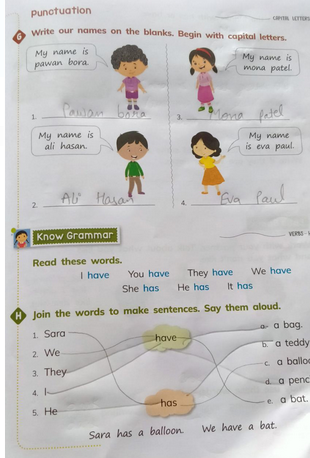 Punctuation
CAPITAL LETTERS
G Write our names on the blanks. Begin with capital letters.
My name is
pawan bora.
My name is
mona patel.
1. Pawan bora
3. Mona patel
My name is
ali hasan.
My name
is eva paul.
2. Ali Hasan
4. Eva Paul
Know Grammar
VERBS
Read these words.
I have You have They have We have
She has He has It has
H Join the words to make sentences. Say them aloud.
1. Sara
2. We
3. They
4. I
5. He
have
has
a. a bag.
b. a teddy
c. a balloo
d. a penc
e. a bat.
Sara has a balloon. We have a bat.